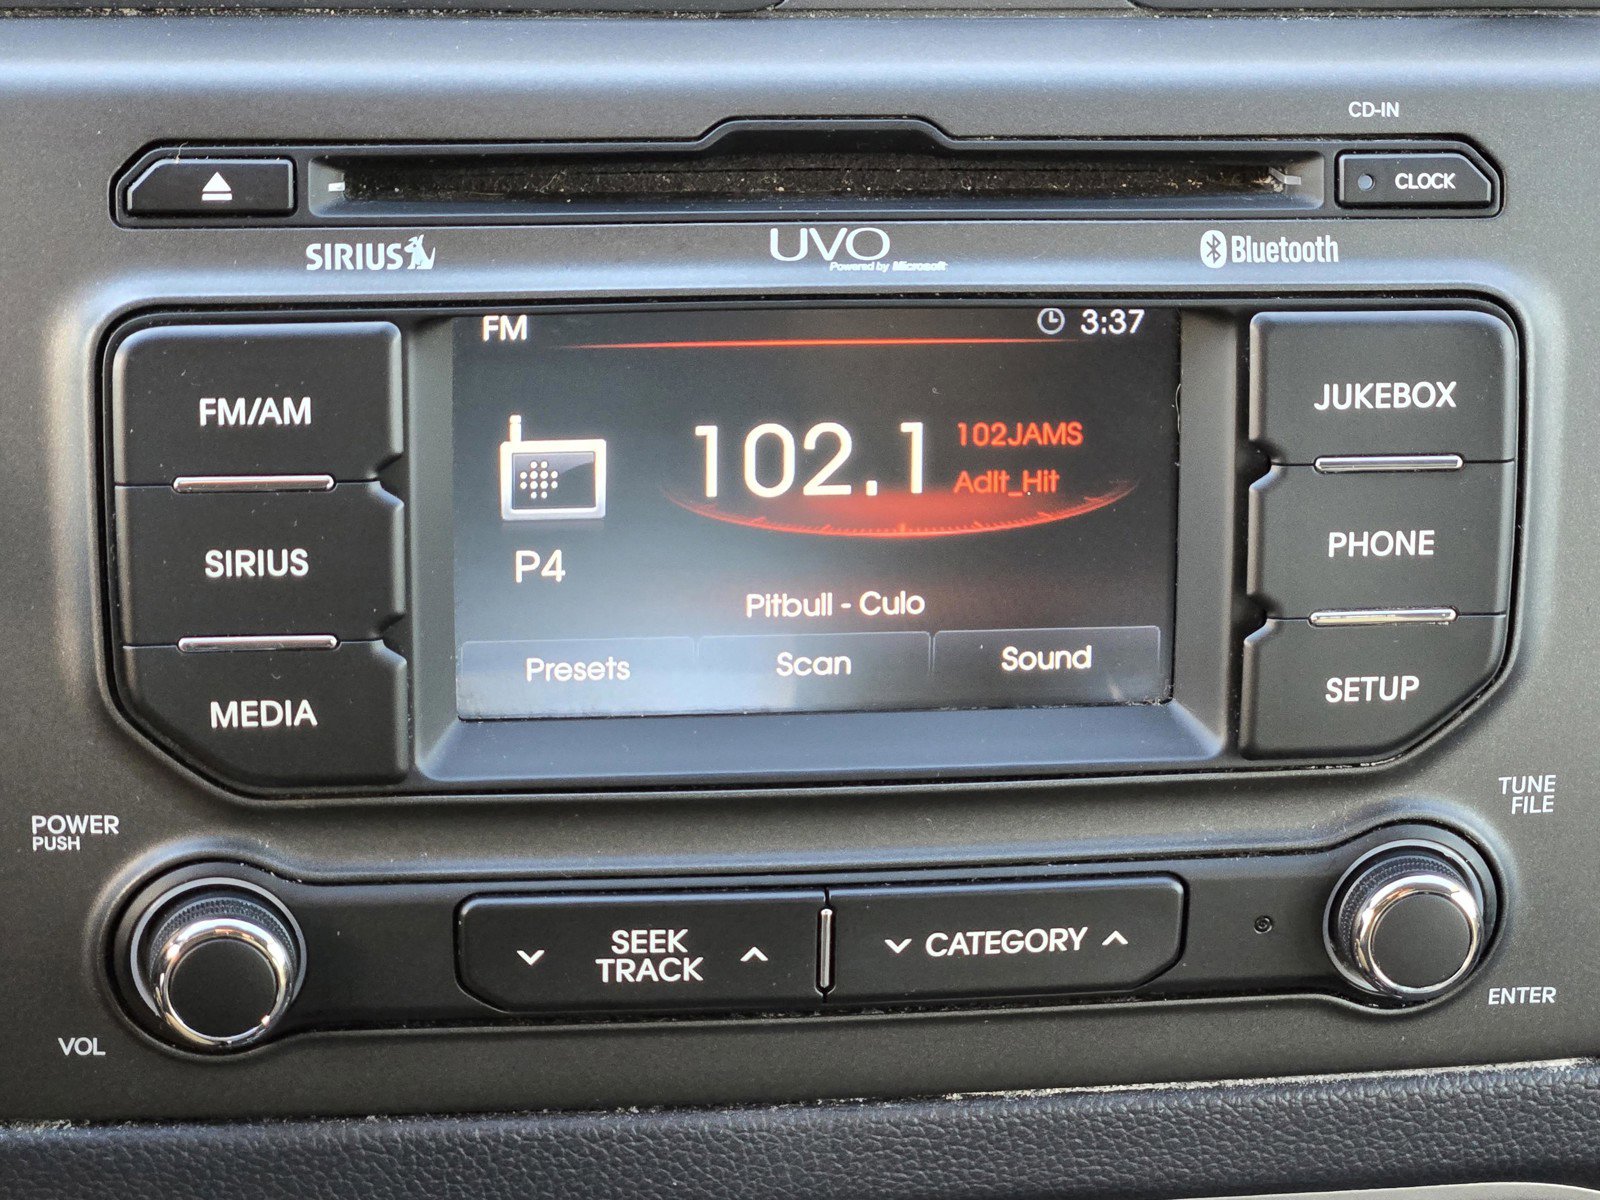 CD-IN
CLOCK
SIRIUS
UVO
Powered by Microsoft
Bluetooth
FM
3:37
FM/AM
SIRIUS
MEDIA
102.1
102JAMS
Adlt_Hit
P4
Pitbull - Culo
Presets
Scan
Sound
JUKEBOX
PHONE
SETUP
POWER
PUSH
VOL
SEEK
TRACK
CATEGORY
TUNE
FILE
ENTER